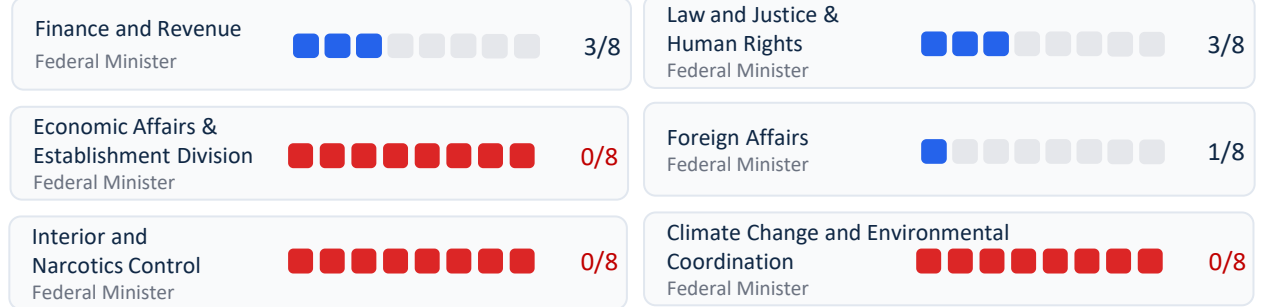 Finance and Revenue
Federal Minister
3/8
Law and Justice &
Human Rights
Federal Minister
3/8
Economic Affairs &
Establishment Division
Federal Minister
0/8
Foreign Affairs
Federal Minister
1/8
Interior and
Narcotics Control
Federal Minister
0/8
Climate Change and Environmental
Coordination
Federal Minister
0/8